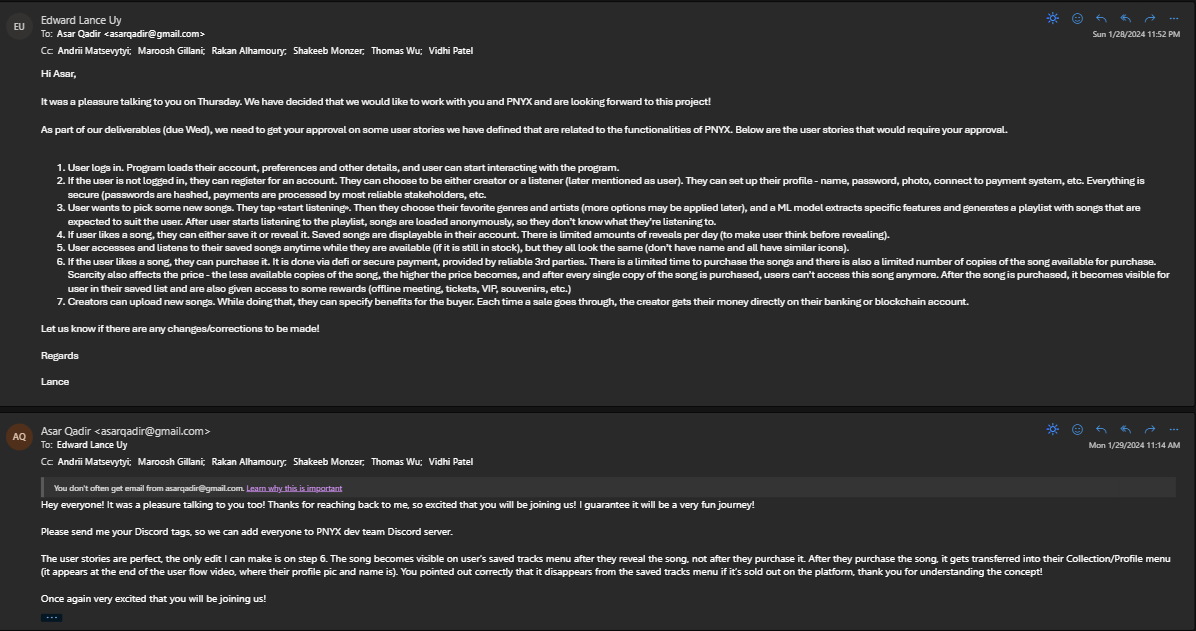 EU
Edward Lance Uy
To: Asar Qadir <asarqadir@gmail.com>
Cc: Andrii Matsevytyi; Maroosh Gillani; Rakan Alhamoury; Shakeeb Monzer; Thomas Wu; Vidhi Patel
Sun 1/28/2024 11:52 PM
Hi Asar,
It was a pleasure talking to you on Thursday. We have decided that we would like to work with you and PNYX and are looking forward to this project!
As part of our deliverables (due Wed), we need to get your approval on some user stories we have defined that are related to the functionalities of PNYX. Below are the user stories that would require your approval.
1. User logs in. Program loads their account, preferences and other details, and user can start interacting with the program.
2. If the user is not logged in, they can register for an account. They can choose to be either creator or a listener (later mentioned as user). They can set up their profile - name, password, photo, connect to payment system, etc. Everything is
secure (passwords are hashed, payments are processed by most reliable stakeholders, etc.
3. User wants to pick some new songs. They tap «start listening». Then they choose their favorite genres and artists (more options may be applied later), and a ML model extracts specific features and generates a playlist with songs that are
expected to suit the user. After user starts listening to the playlist, songs are loaded anonymously, so they don't know what they're listening to.
4. If user likes a song, they can either save it or reveal it. Saved songs are displayable in their account. There is limited amounts of reveals per day (to make user think before revealing).
5. User accesses and listens to their saved songs anytime while they are available (if it is still in stock), but they all look the same (don't have name and all have similar icons).
6. If the user likes a song, they can purchase it. It is done via defi or secure payment, provided by reliable 3rd parties. There is a limited time to purchase the songs and there is also a limited number of copies of the song available for purchase.
Scarcity also affects the price - the less available copies of the song, the higher the price becomes, and after every single copy of the song is purchased, users can't access this song anymore. After the song is purchased, it becomes visible for
user in their saved list and are also given access to some rewards (offline meeting, tickets, VIP, souvenirs, etc.)
7. Creators can upload new songs. While doing that, they can specify benefits for the buyer. Each time a sale goes through, the creator gets their money directly on their banking or blockchain account.
Let us know if there are any changes/corrections to be made!
Regards
Lance
AQ
Asar Qadir <asarqadir@gmail.com>
To: Edward Lance Uy
Cc: Andrii Matsevytyi; Maroosh Gillani; Rakan Alhamoury; Shakeeb Monzer; Thomas Wu; Vidhi Patel
Mon 1/29/2024 11:14 AM
You don't often get email from asarqadir@gmail.com. Learn why this is important
Hey everyone! It was a pleasure talking to you too! Thanks for reaching back to me, so excited that you will be joining us! I guarantee it will be a very fun journey!
Please send me your Discord tags, so we can add everyone to PNYX dev team Discord server.
The user stories are perfect, the only edit I can make is on step 6. The song becomes visible on user's saved tracks menu after they reveal the song, not after they purchase it. After they purchase the song, it gets transferred into their Collection/Profile menu
(it appears at the end of the user flow video, where their profile pic and name is). You pointed out correctly that it disappears from the saved tracks menu if it's sold out on the platform, thank you for understanding the concept!
Once again very excited that you will be joining us!